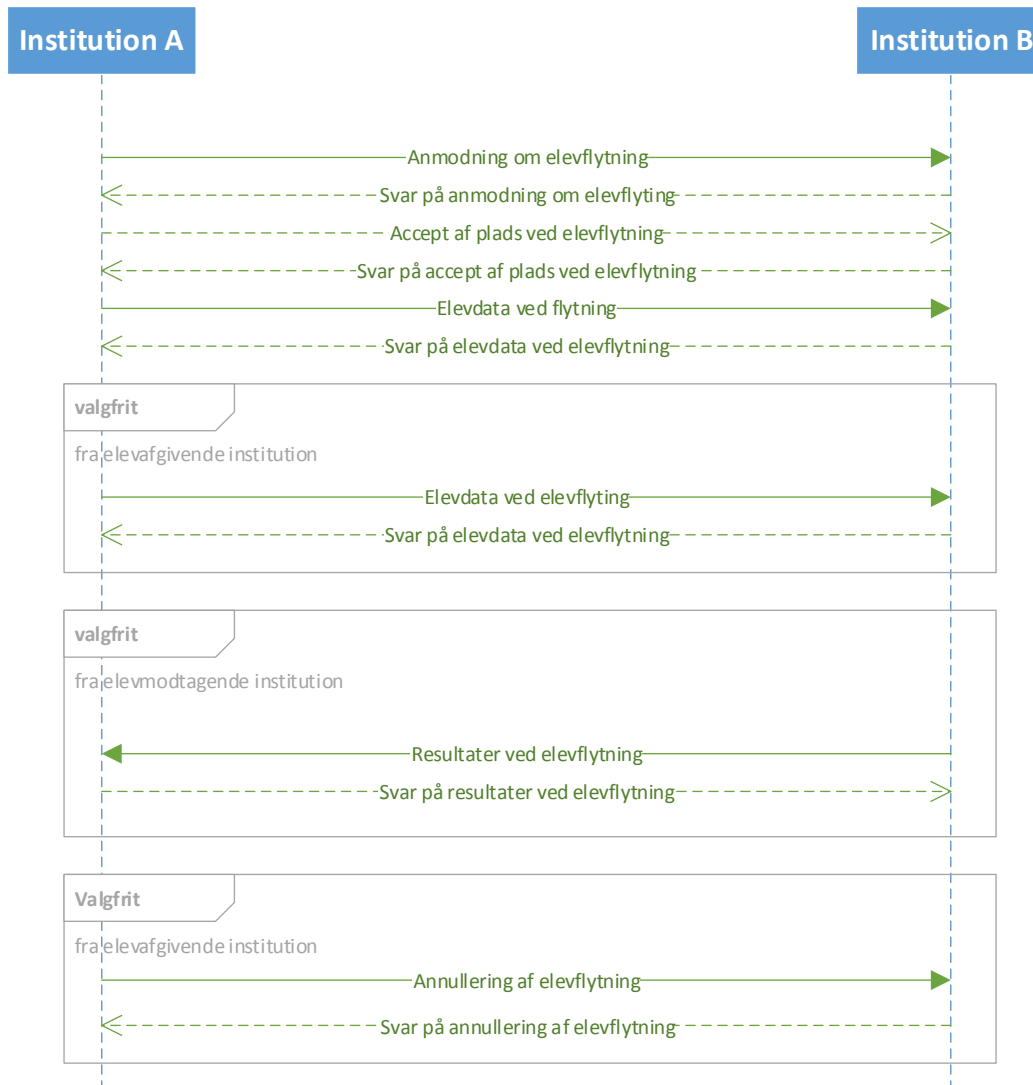 Institution A
Institution B
Anmodning om elevflytning
Svar på anmodning om elevflyting
Accept af plads ved elevflytning
Svar på accept af plads ved elevflytning
Elevdata ved flytning
Svar på elevdata ved elevflytning
valgfrit
fra elevafgivende institution
Elevdata ved elevflyting
Svar på elevdata ved elevflytning
valgfrit
fra elevmodtagende institution
Resultater ved elevflytning
Svar på resultater ved elevflytning
Valgfrit
fra elevafgivende institution
Annullering af elevflytning
Svar på annullering af elevflytning